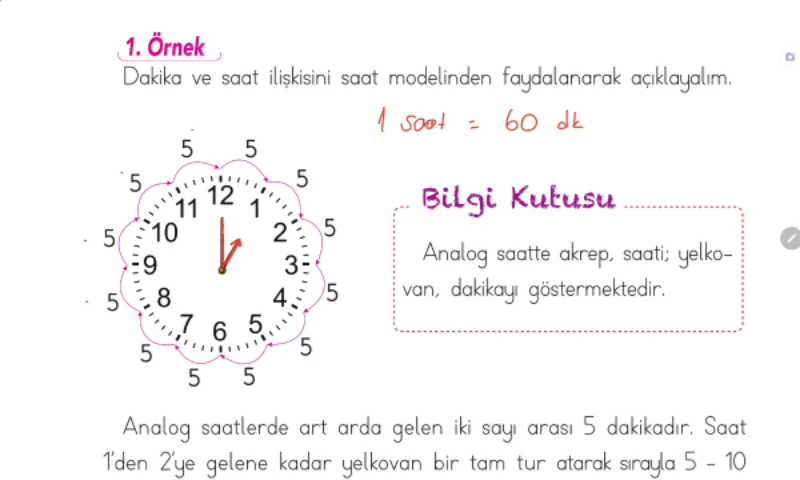 1. Örnek
Dakika ve saat ilişkisini saat modelinden faydalanarak açıklayalım.
1 saat = 60 dk
5 5
5 5
12
11 1
5 10 2 5
9 3
5 8 4 5
7 6 5
5 5
5 5
Bilgi Kutusu
Analog saatte akrep, saati; yelko-
van, dakikayı göstermektedir.
Analog saatlerde art arda gelen iki sayı arası 5 dakikadır. Saat
1'den 2'ye gelene kadar yelkovan bir tam tur atarak sırayla 5 - 10